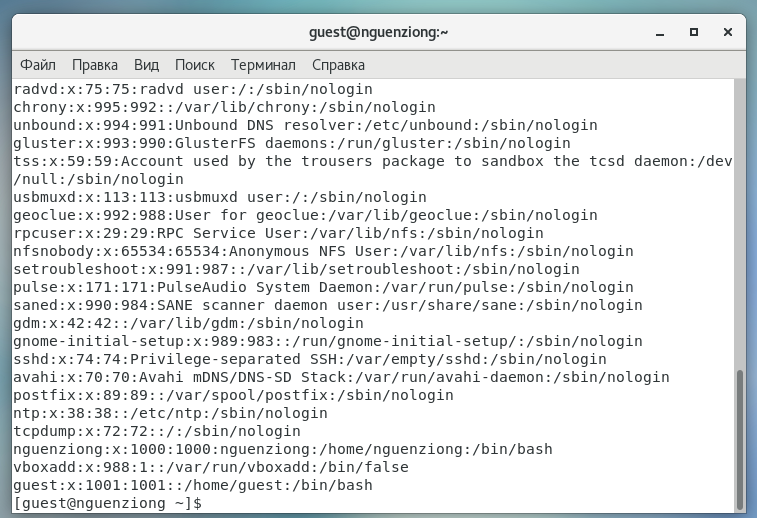 guest@nguenziong:~
Файл Правка Вид Поиск Терминал Справка
radvd:x:75:75:radvd user:/:/sbin/nologin
chrony:x:995:992::/var/lib/chrony:/sbin/nologin
unbound:x:994:991:Unbound DNS resolver:/etc/unbound:/sbin/nologin
gluster:x:993:990:GlusterFS daemons:/run/gluster:/sbin/nologin
tss:x:59:59:Account used by the trousers package to sandbox the tcsd daemon:/dev
/null:/sbin/nologin
usbmuxd:x:113:113:usbmuxd user:/:/sbin/nologin
geoclue:x:992:988:User for geoclue:/var/lib/geoclue:/sbin/nologin
rpcuser:x:29:29:RPC Service User:/var/lib/nfs:/sbin/nologin
nfsnobody:x:65534:65534:Anonymous NFS User:/var/lib/nfs:/sbin/nologin
setroubleshoot:x:991:987::/var/lib/setroubleshoot:/sbin/nologin
pulse:x:171:171:PulseAudio System Daemon:/var/run/pulse:/sbin/nologin
saned:x:990:984:SANE scanner daemon user:/usr/share/sane:/sbin/nologin
gdm:x:42:42::/var/lib/gdm:/sbin/nologin
gnome-initial-setup:x:989:983::/run/gnome-initial-setup/:/sbin/nologin
sshd:x:74:74:Privilege-separated SSH:/var/empty/sshd:/sbin/nologin
avahi:x:70:70:Avahi mDNS/DNS-SD Stack:/var/run/avahi-daemon:/sbin/nologin
postfix:x:89:89::/var/spool/postfix:/sbin/nologin
ntp:x:38:38::/etc/ntp:/sbin/nologin
tcpdump:x:72:72::/:/sbin/nologin
nguenziong:x:1000:1000:nguenziong:/home/nguenziong:/bin/bash
vboxadd:x:988:1::/var/run/vboxadd:/bin/false
guest:x:1001:1001::/home/guest:/bin/bash
[guest@nguenziong ~]$